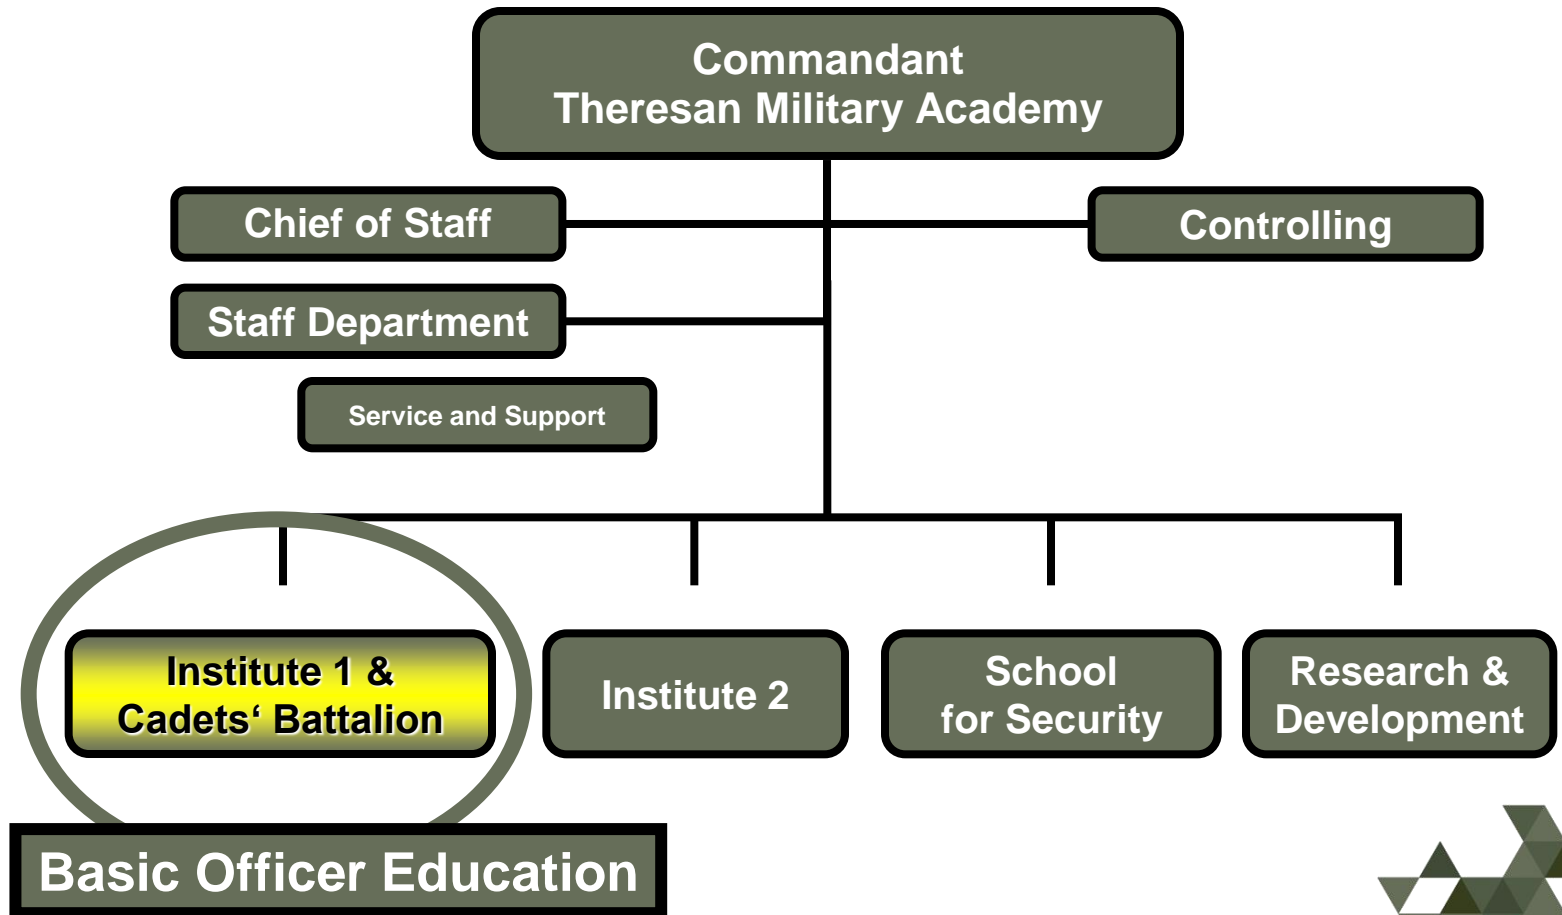 Commandant
Theresan Military Academy
Chief of Staff
Controlling
Staff Department
Service and Support
Institute 1 &
Cadets‘ Battalion
Institute 2
School
for Security
Research &
Development
Basic Officer Education